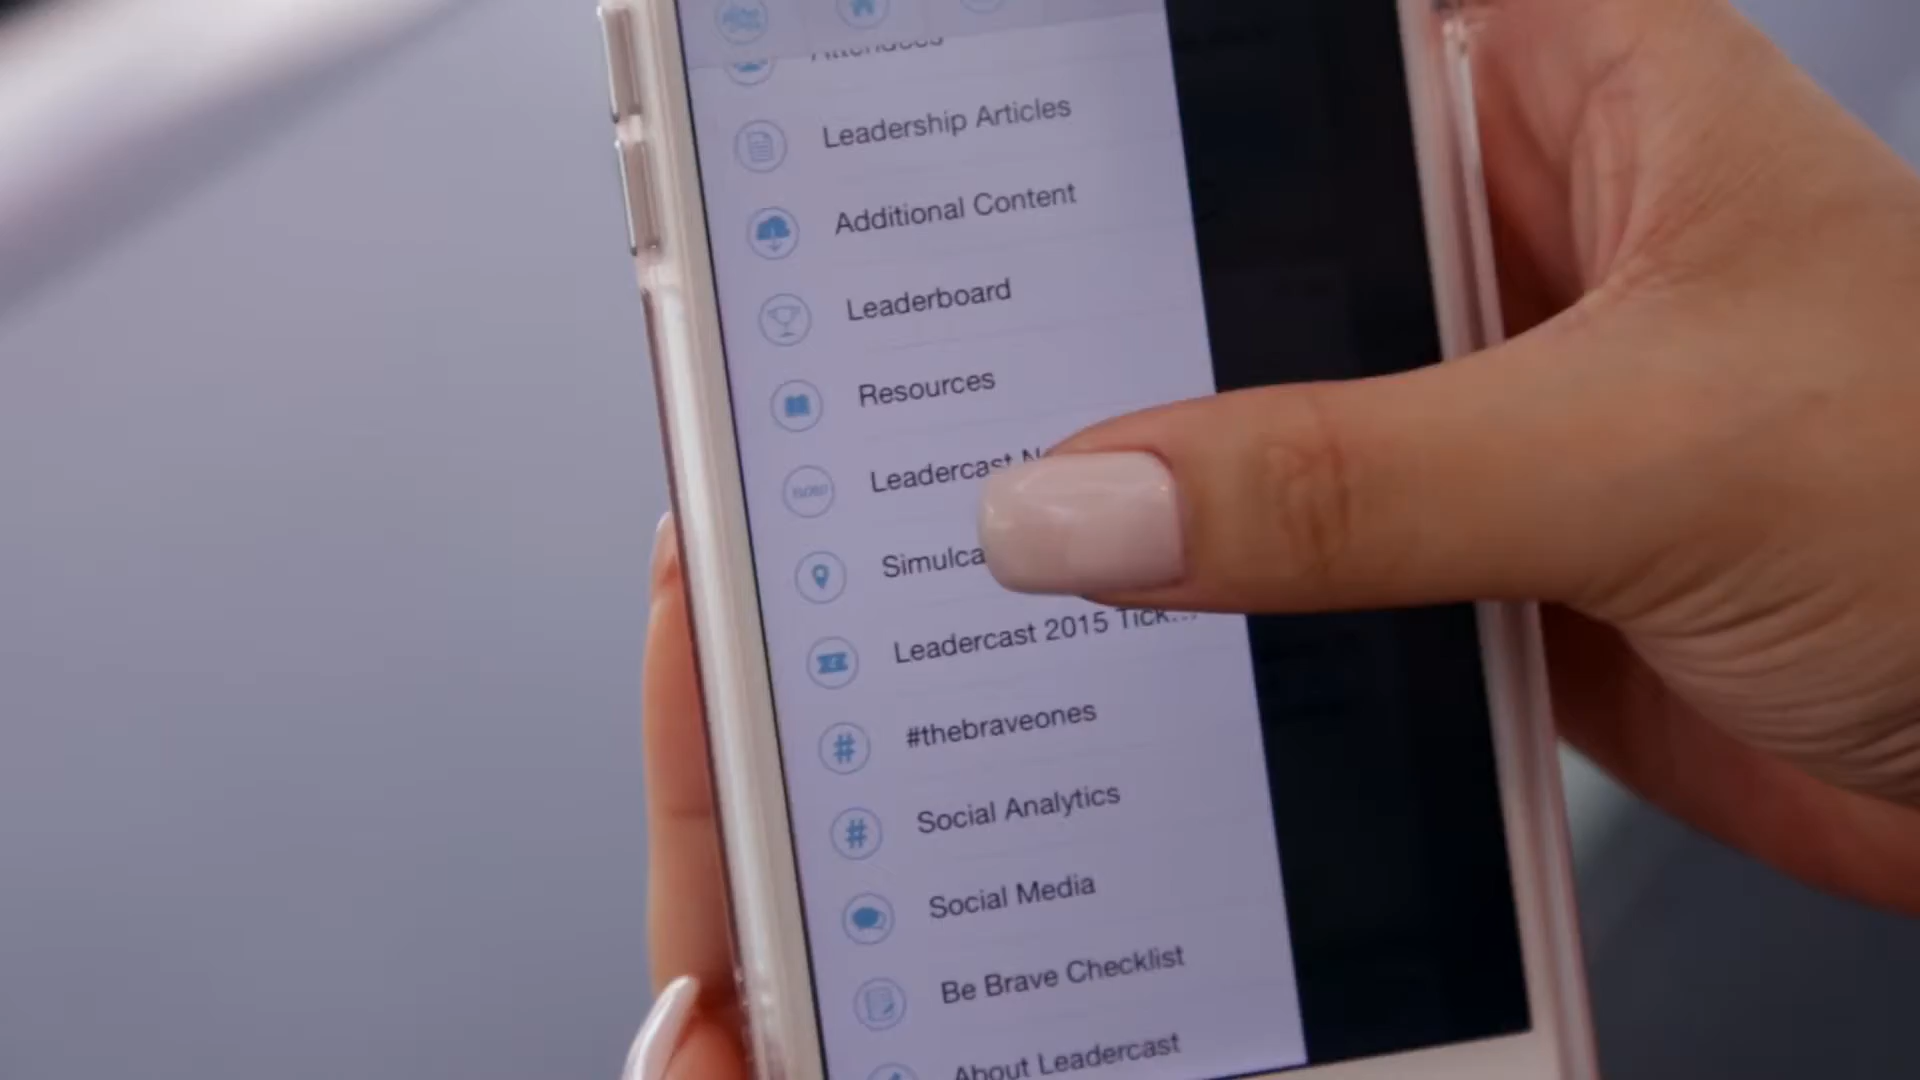 Attendees
Leadership Articles
Additional Content
Leaderboard
Resources
Leadercast
Leadercast 2015 Tick...
#thebraveones
Social Analytics
Social Media
Be Brave Checklist
About Leadercast